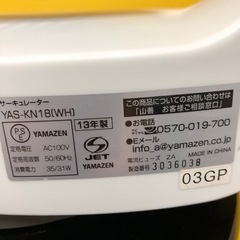 サーキュレーター
YAS-KN18(WH)
PSE
YAMAZEN
13年製
定格電圧 AC100V
定格周波数 50/60Hz
消費電力 35/31W
JET
YAMAZEN
この商品についてのお問い合わせは
「山善 お客様ご相談窓口」
●お電話
0570-019-700
●Eメール
info_a@yamazen.co.jp
電流ヒューズ 2A
製造番号 3036038
03GP